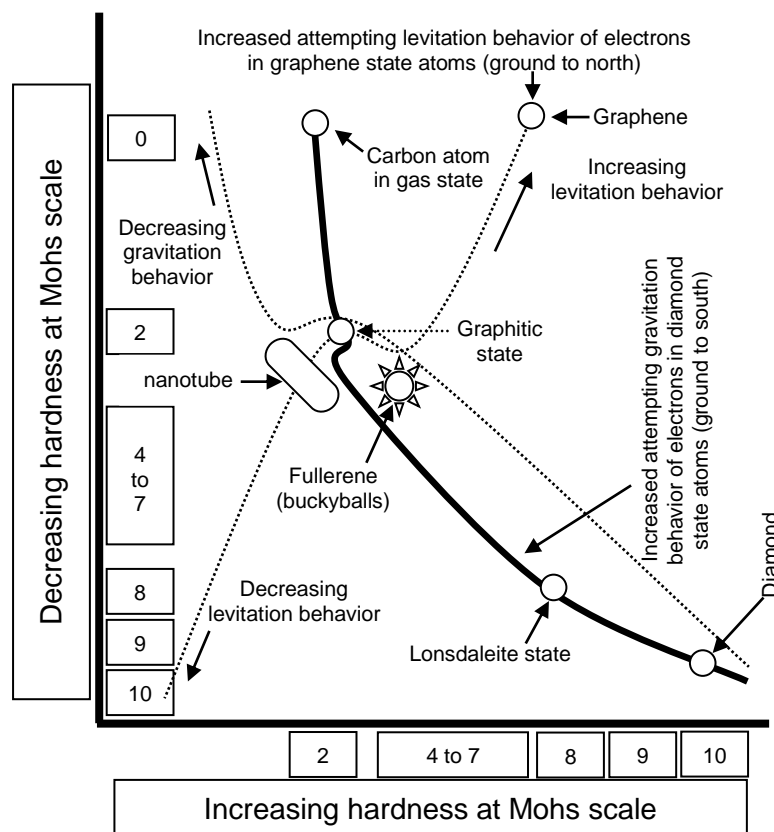 Increased attempting levitation behavior of electrons
in graphene state atoms (ground to north)
Decreasing hardness at Mohs scale
0
2
4
to
7
8
9
10
Graphene
Carbon atom
in gas state
Increasing
levitation behavior
Decreasing
gravitation
behavior
Graphitic
state
nanotube
Fullerene
(buckyballs)
Increased attempting gravitation
behavior of electrons in diamond
state atoms (ground to south)
Decreasing
levitation behavior
Lonsdaleite state
Diamond
2
4 to 7
8
9
10
Increasing hardness at Mohs scale